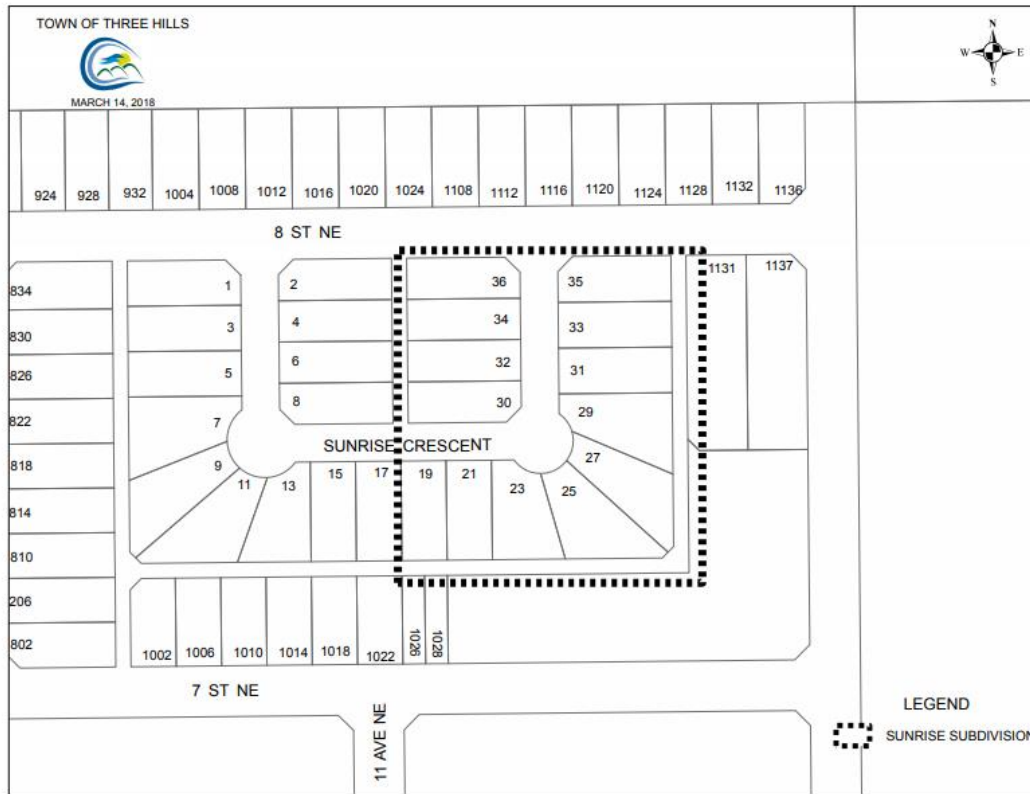 TOWN OF THREE HILLS
MARCH 14, 2018
N
W E
S
924 928 932 1004 1008 1012 1016 1020 1024 1108 1112 1116 1120 1124 1128 1132 1136
8 ST NE
834 1 2 36 35 1131 1137
830 3 4 34 33
826 5 6 32 31
822 7 8 30 29
SUNRISE CRESCENT
818 9 11 13 15 17 19 21 23 25 27
814
810
206
802
1002 1006 1010 1014 1018 1022 1026 1028
7 ST NE
11 AVE NE
LEGEND
SUNRISE SUBDIVISION